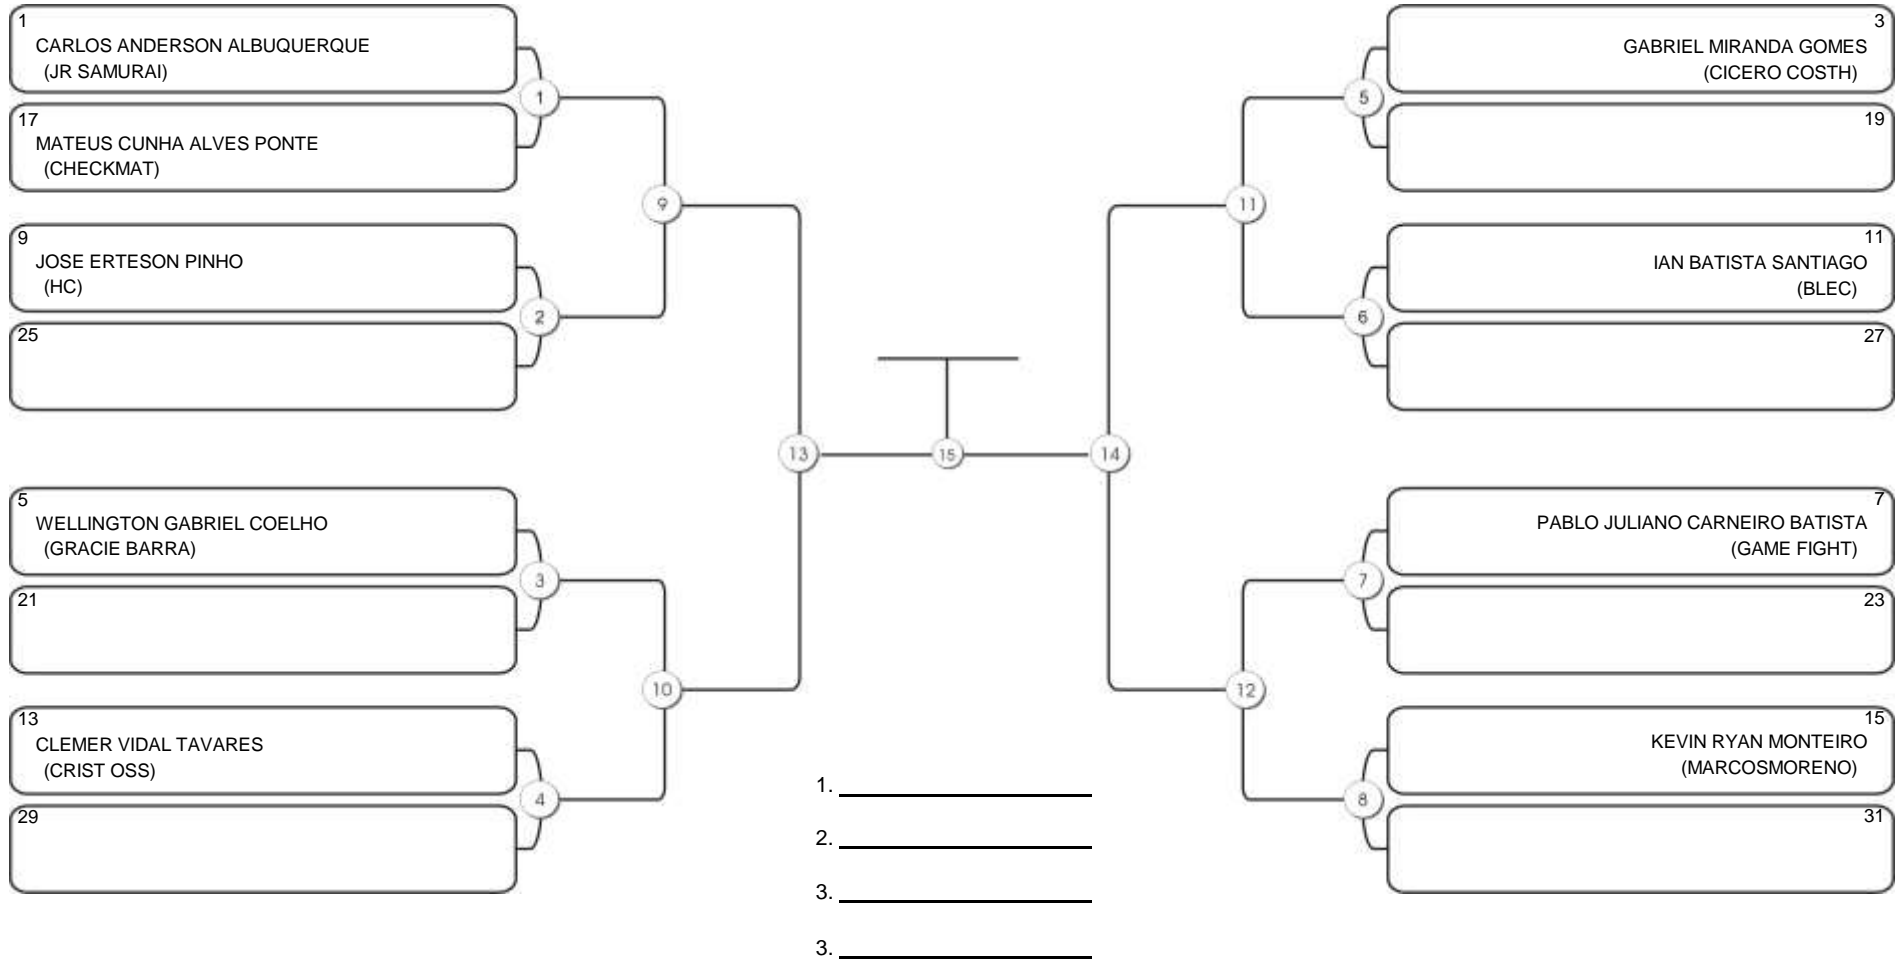 1
CARLOS ANDERSON ALBUQUERQUE
(JR SAMURAI)
17
MATEUS CUNHA ALVES PONTE
(CHECKMAT)
1
9
JOSE ERTESON PINHO
(HC)
25
2
9
5
WELLINGTON GABRIEL COELHO
(GRACIE BARRA)
21
3
13
CLEMER VIDAL TAVARES
(CRIST OSS)
29
4
10
13
15
14
3
GABRIEL MIRANDA GOMES
(CICERO COSTH)
19
5
11
IAN BATISTA SANTIAGO
(BLEC)
27
6
11
7
PABLO JULIANO CARNEIRO BATISTA
(GAME FIGHT)
23
7
15
KEVIN RYAN MONTEIRO
(MARCOSMORENO)
31
8
12
1.
2.
3.
3.